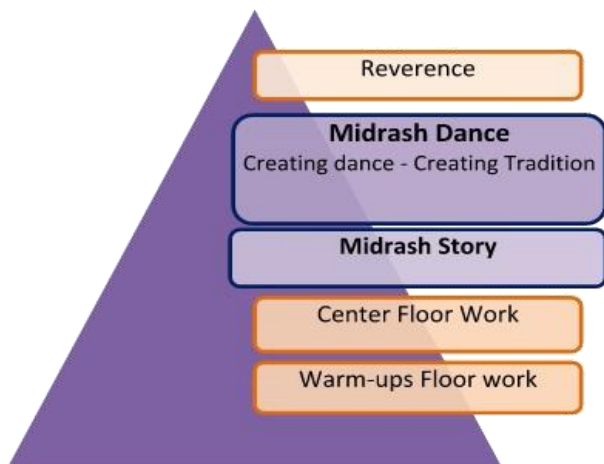 Reverence
Midrash Dance
Creating dance - Creating Tradition
Midrash Story
Center Floor Work
Warm-ups Floor work